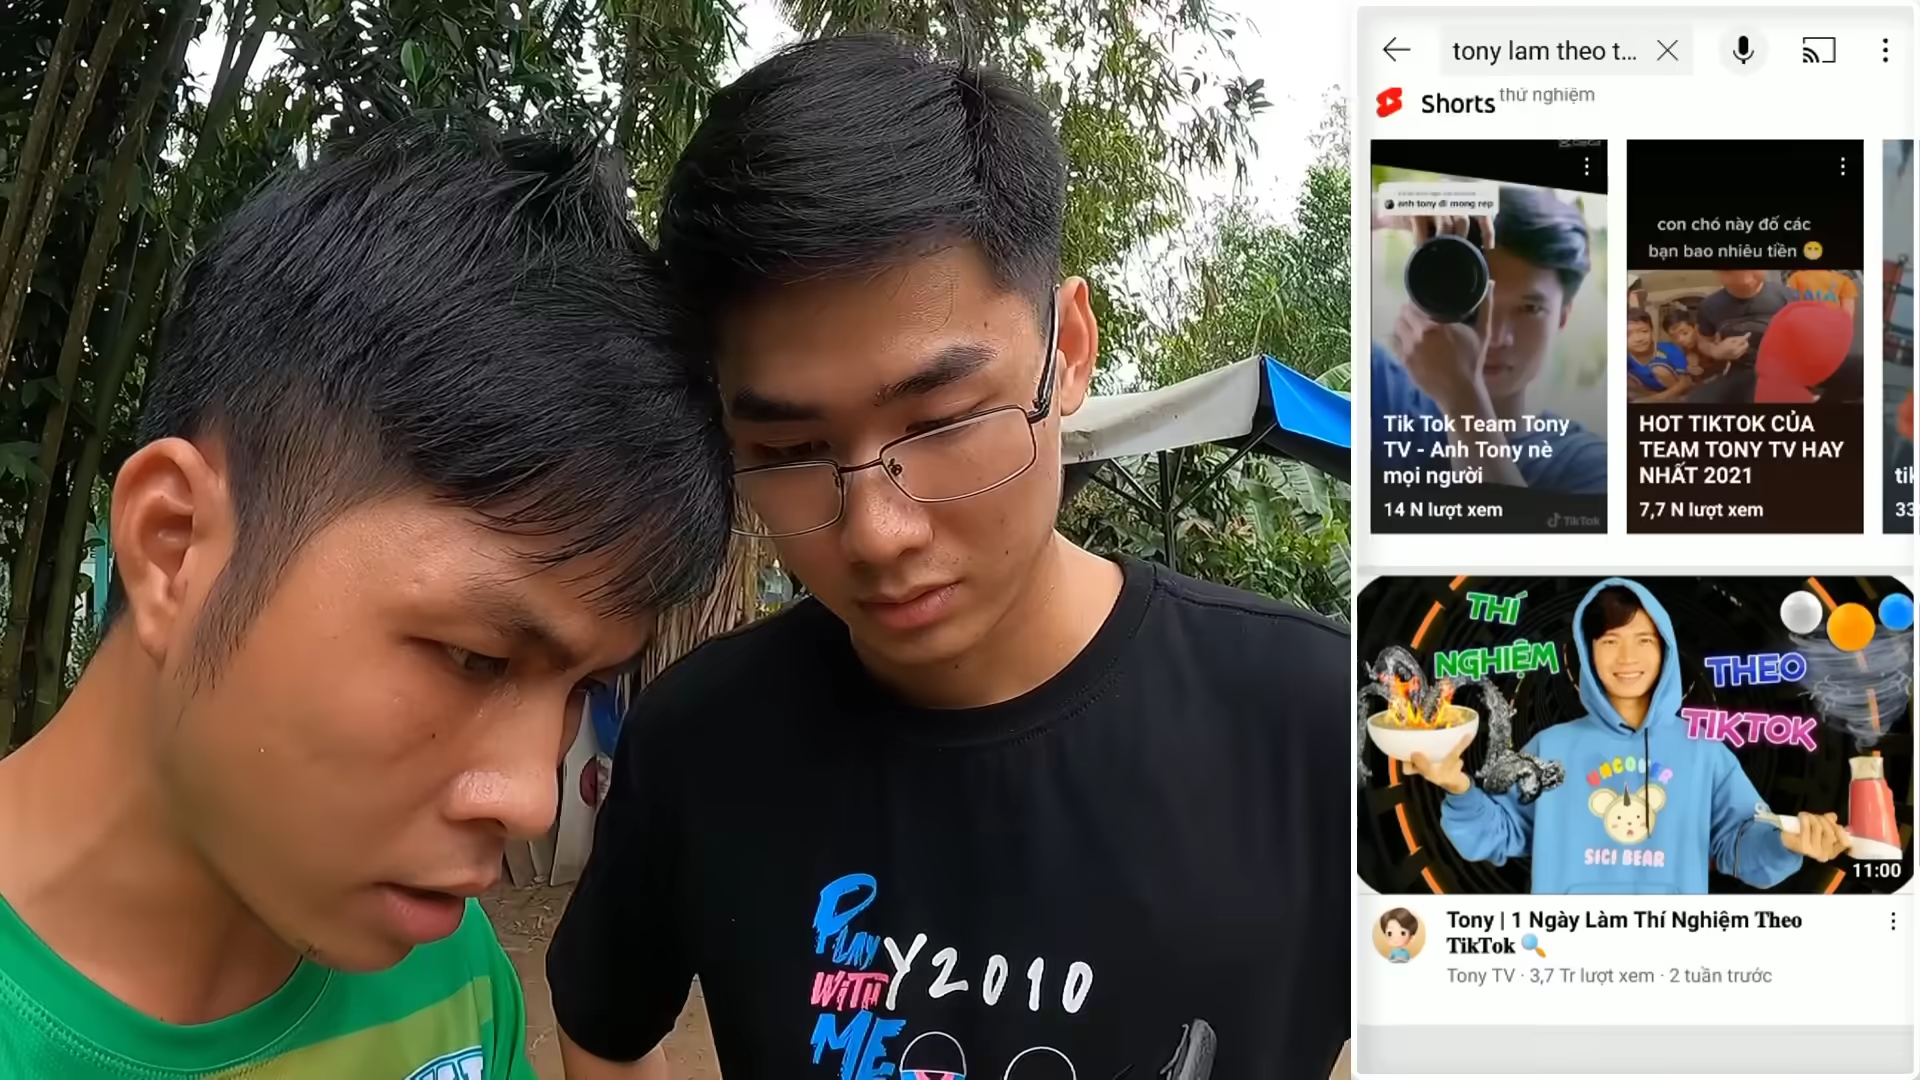 tony lam theo t...
Shorts thử nghiệm
anh tony đi mong rep
Tik Tok Team Tony
TV - Anh Tony nè
mọi người
14 N lượt xem
TikTok
con chó này đố các
bạn bao nhiêu tiền 😁
HOT TIKTOK CỦA
TEAM TONY TV HAY
NHẤT 2021
7,7 N lượt xem
tik
33
THÍ
NGHIỆM
THEO
TIKTOK
SICI BEAR
11:00
Tony | 1 Ngày Làm Thí Nghiệm Theo
TikTok 🔍
Tony TV · 3,7 Tr lượt xem · 2 tuần trước
PLAY
WITH
ME
Y2010